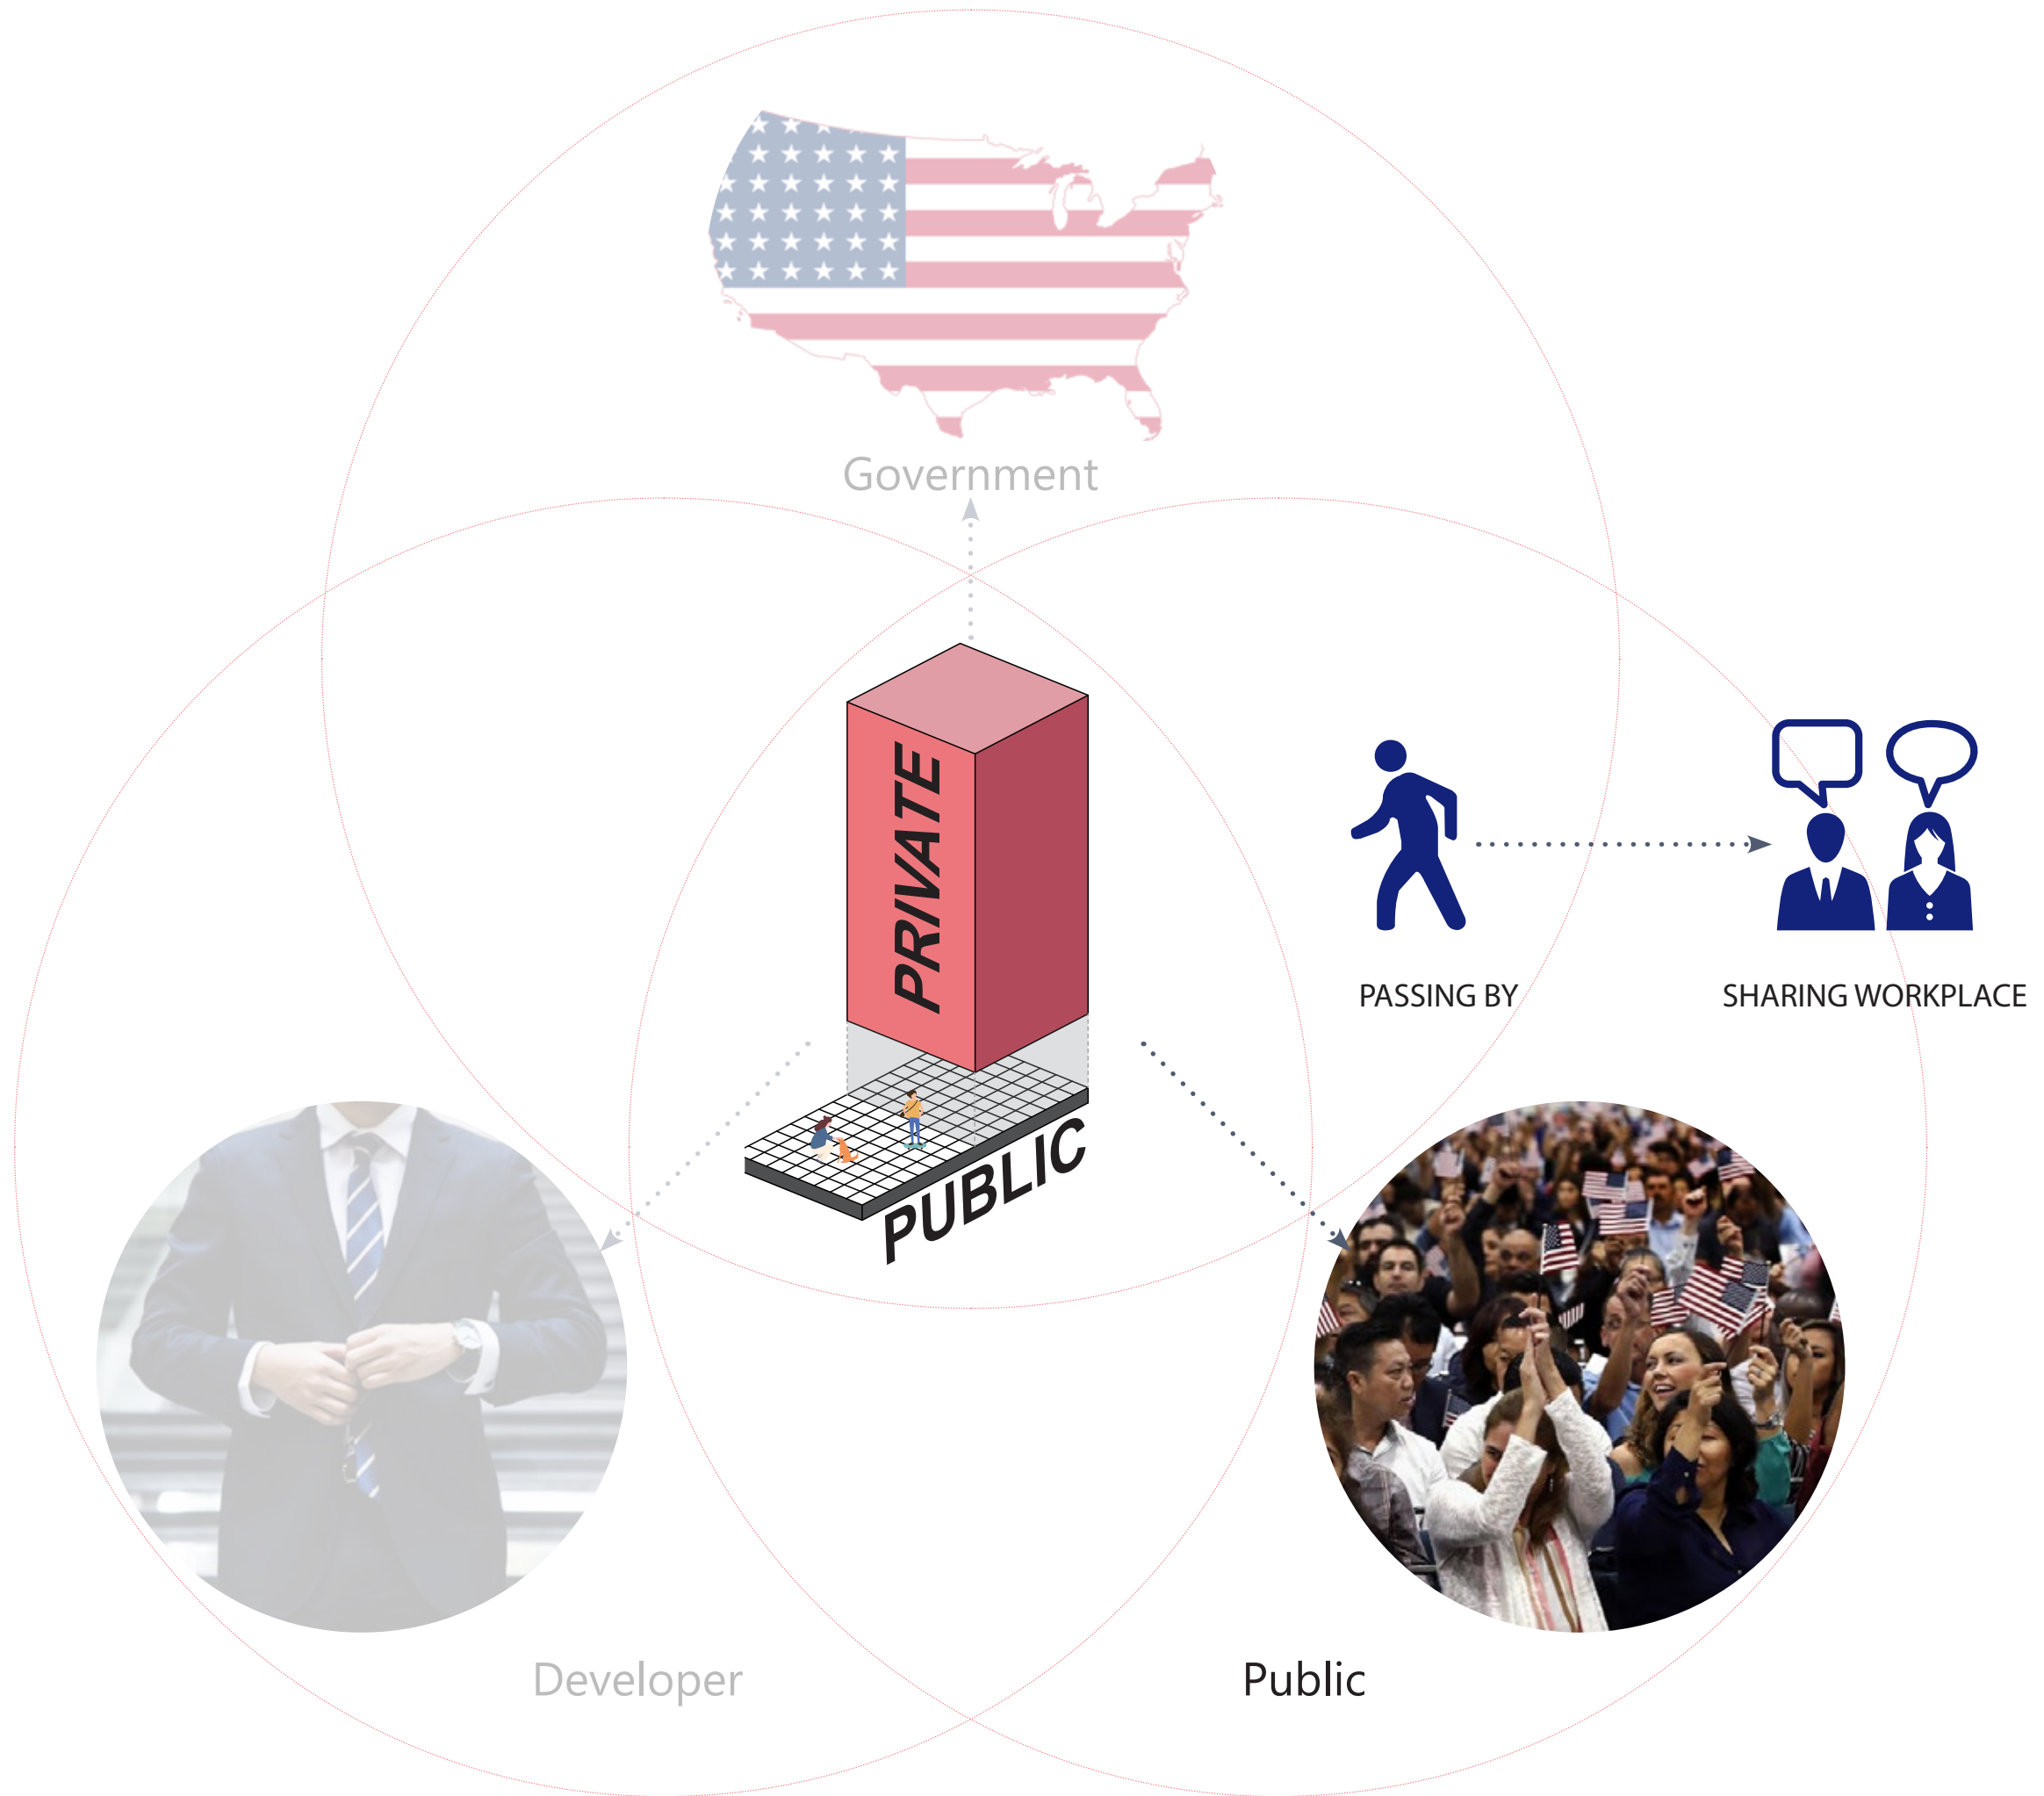 Government
PRIVATE
PUBLIC
PASSING BY
SHARING WORKPLACE
Developer
Public